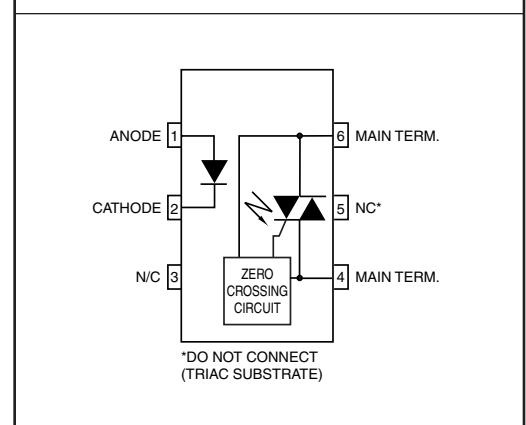 ANODE 1
6 MAIN TERM.
CATHODE 2
5 NC*
N/C 3
ZERO
CROSSING
CIRCUIT
4 MAIN TERM.
*DO NOT CONNECT
(TRIAC SUBSTRATE)